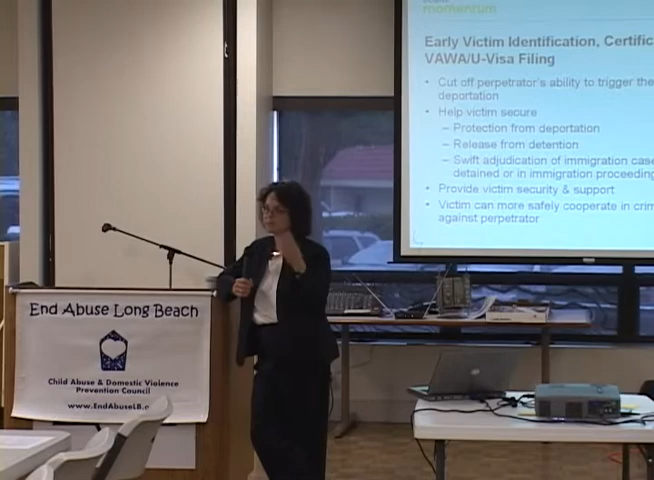 momentum
Early Victim Identification, Certific
VAWA/U-Visa Filing
• Cut off perpetrator's ability to trigger the
deportation
• Help victim secure
– Protection from deportation
– Release from detention
– Swift adjudication of immigration case
detained or in immigration proceeding
• Provide victim security & support
• Victim can more safely cooperate in crim
against perpetrator
End Abuse Long Beach
Child Abuse & Domestic Violence
Prevention Council
www.EndAbuseLB.o